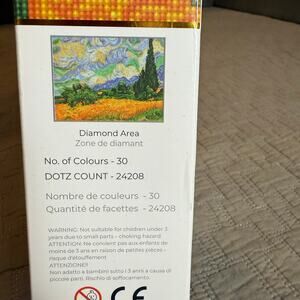 Diamond Area
Zone de diamant
No. of Colours - 30
DOTZ COUNT - 24208
Nombre de couleurs - 30
Quantité de facettes - 24208
WARNING: Not suitable for children under 3
years due to small parts - choking hazard
ATTENTION: Ne convient pas aux enfants de
moins de 3 ans en raison de petites pièces -
risque d'étouffement
ATTENZIONE!
Non adatto a bambini sotto i 3 anni a causa di
piccole parti. Rischio di soffocamento.
CE